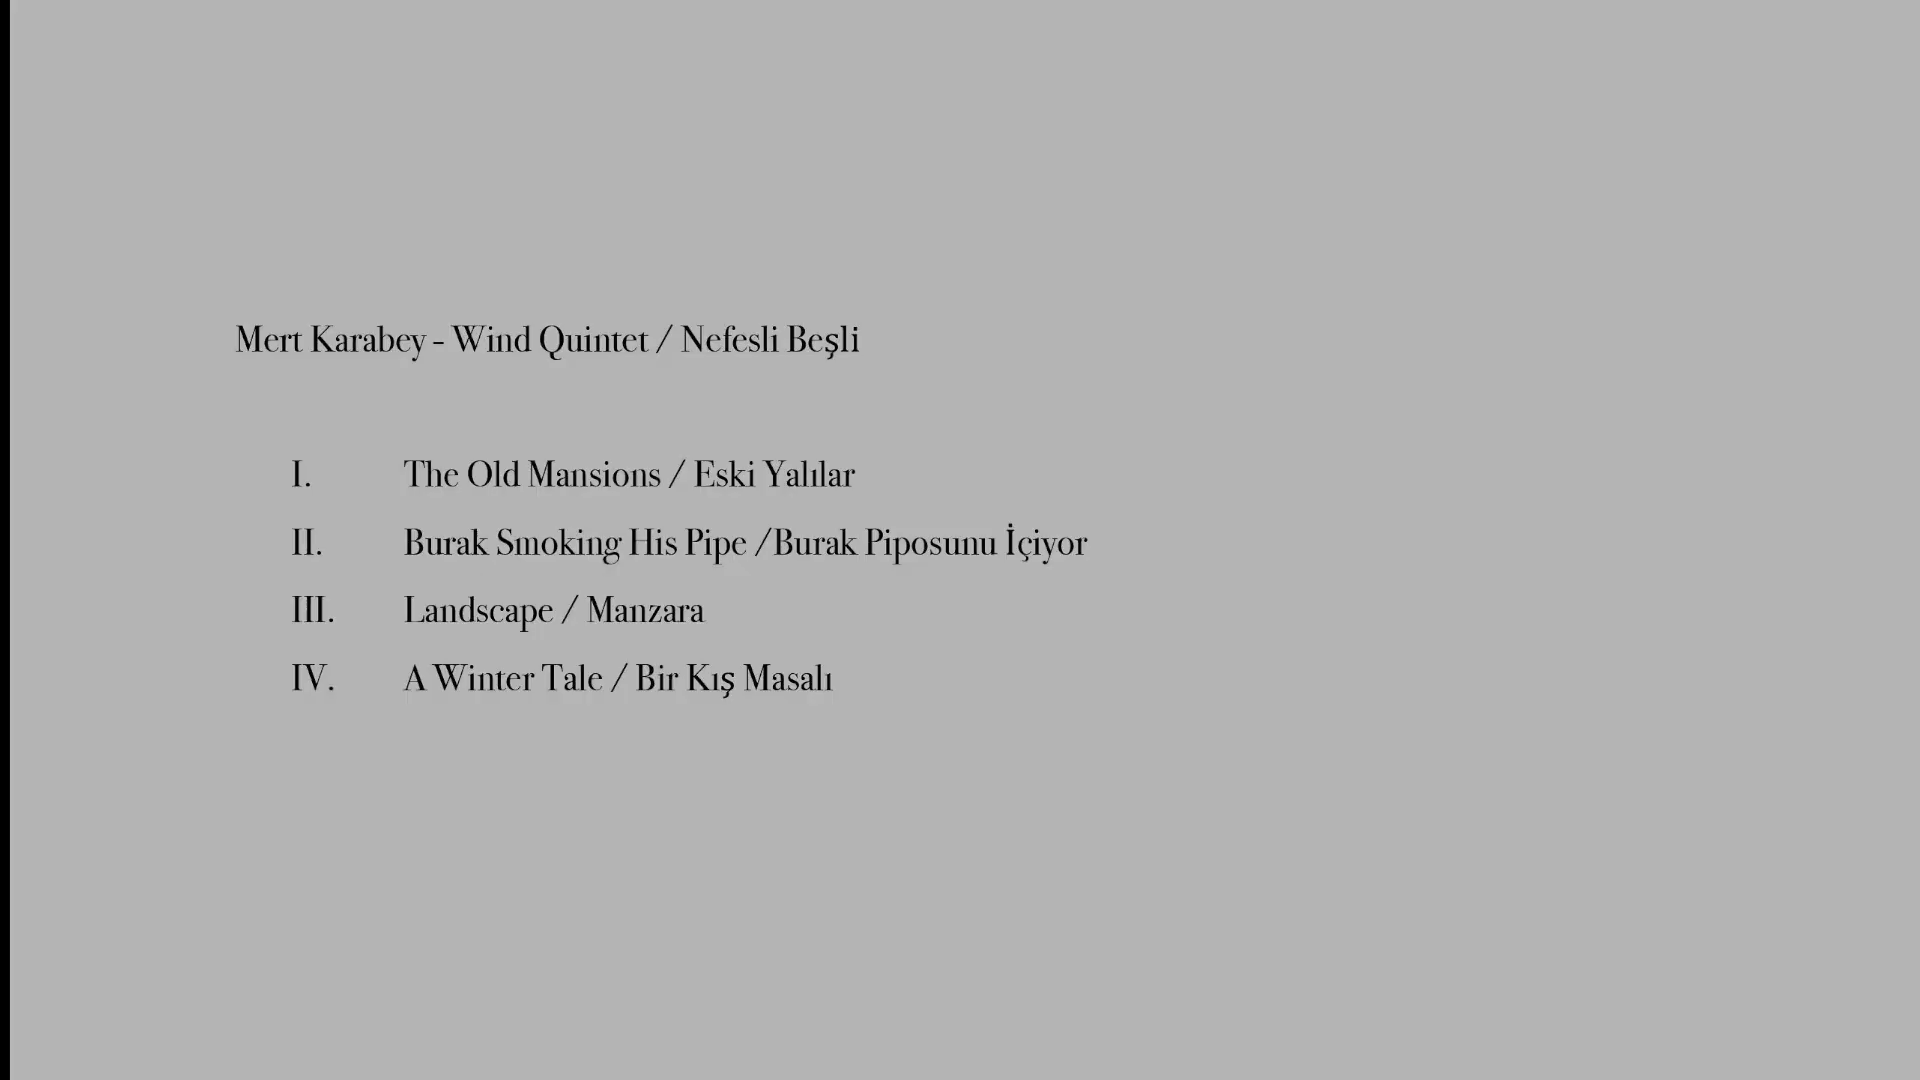 Mert Karabey - Wind Quintet / Nefesli Beşli
I. The Old Mansions / Eski Yalılar
II. Burak Smoking His Pipe /Burak Piposunu İçiyor
III. Landscape / Manzara
IV. A Winter Tale / Bir Kış Masalı